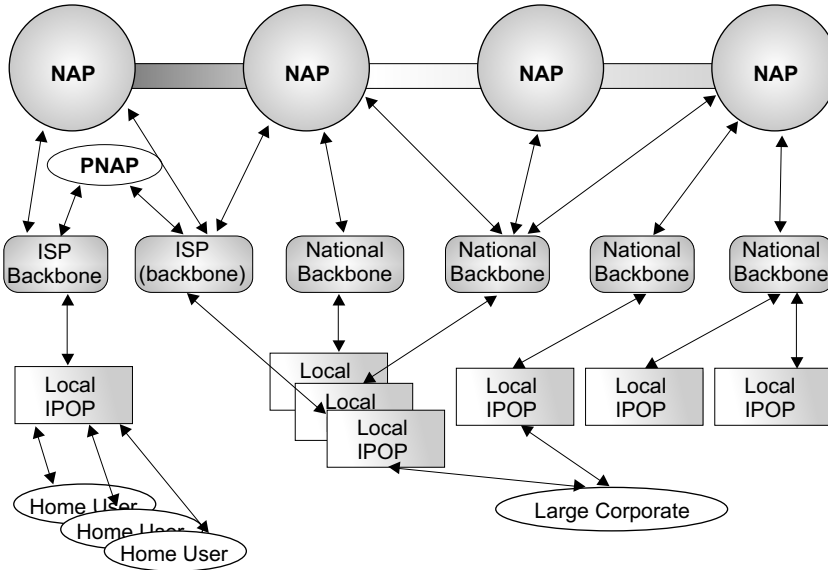 NAP
NAP
NAP
NAP
PNAP
ISP
Backbone
ISP
(backbone)
National
Backbone
National
Backbone
National
Backbone
National
Backbone
Local
IPOP
Local
Local
Local
IPOP
Local
IPOP
Local
IPOP
Local
IPOP
Home User
Home User
Home User
Large Corporate